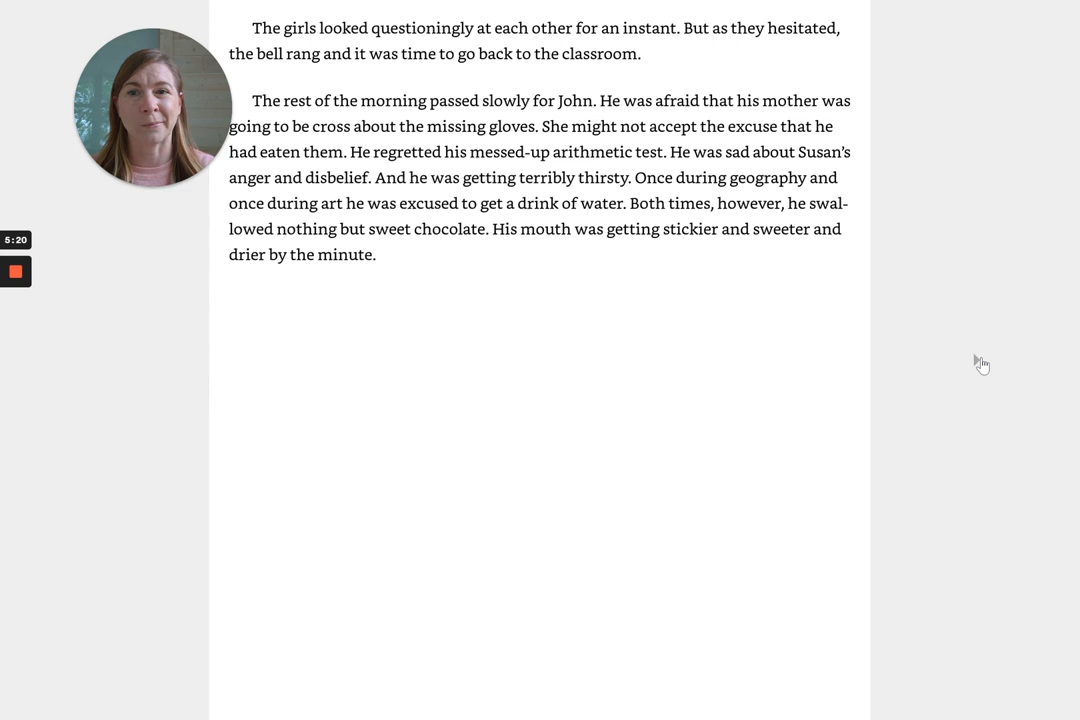 The girls looked questioningly at each other for an instant. But as they hesitated,
the bell rang and it was time to go back to the classroom.
The rest of the morning passed slowly for John. He was afraid that his mother was
going to be cross about the missing gloves. She might not accept the excuse that he
had eaten them. He regretted his messed-up arithmetic test. He was sad about Susan’s
anger and disbelief. And he was getting terribly thirsty. Once during geography and
once during art he was excused to get a drink of water. Both times, however, he swal-
lowed nothing but sweet chocolate. His mouth was getting stickier and sweeter and
drier by the minute.
5:20